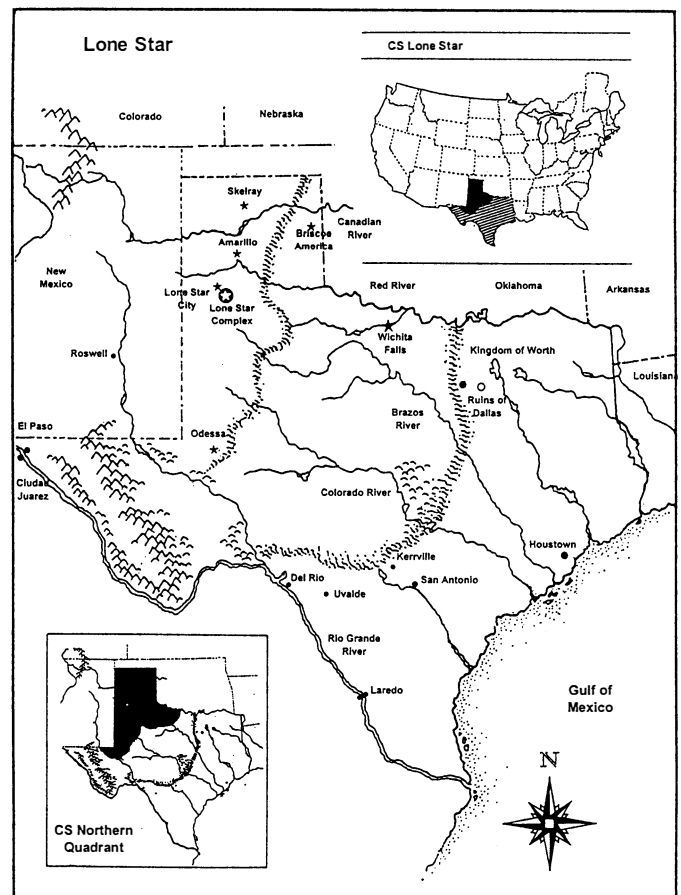 Lone Star
CS Lone Star
Colorado
Nebraska
Skelray
Canadian
River
Briscoe
America
Amarillo
New
Mexico
Lone Star
City
Lone Star
Complex
Red River
Oklahoma
Arkansas
Wichita
Falls
Kingdom of Worth
Roswell
Louisiana
Ruins of
Dallas
Brazos
River
El Paso
Odessa
Ciudad
Juarez
Colorado River
Houstown
Kerrville
Del Rio
San Antonio
Uvalde
Rio Grande
River
Laredo
Gulf of
Mexico
N
CS Northern
Quadrant